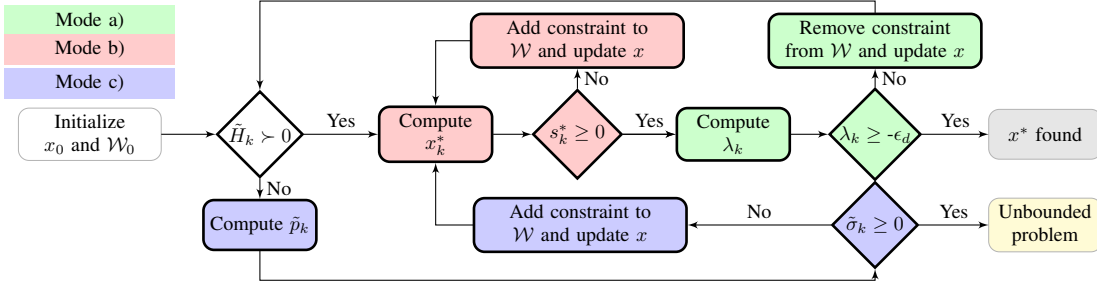 Mode a)
Mode b)
Mode c)
Initialize
x₀ and 𝒲₀
H̃ₖ ≻ 0
Yes
No
Compute p̃ₖ
Compute
x*ₖ
Add constraint to
𝒲 and update x
No
s*ₖ ≥ 0
Yes
Compute
λₖ
Remove constraint
from 𝒲 and update x
No
λₖ ≥ -ϵ_d
Yes
x* found
Add constraint to
𝒲 and update x
No
σ̃ₖ ≥ 0
Yes
Unbounded
problem